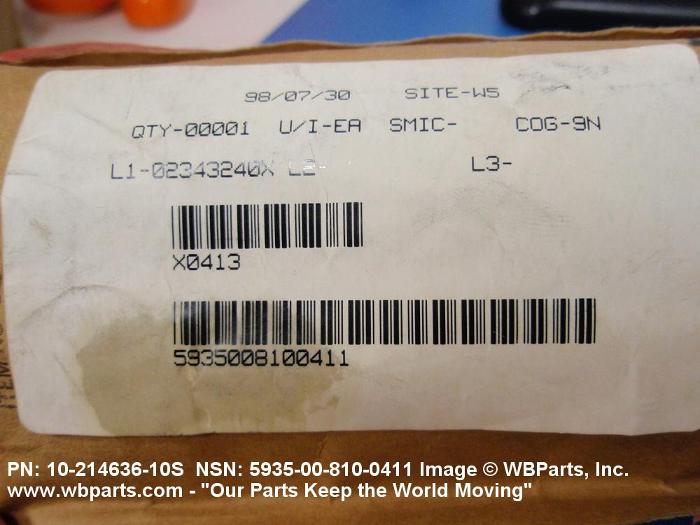 98/07/30 SITE-W5
QTY-00001 U/I-EA SMIC- COG-9N
L1-02343240X L2- L3-
X0413
5935008100411
PN: 10-214636-10S NSN: 5935-00-810-0411 Image © WBParts, Inc.
www.wbparts.com - "Our Parts Keep the World Moving"